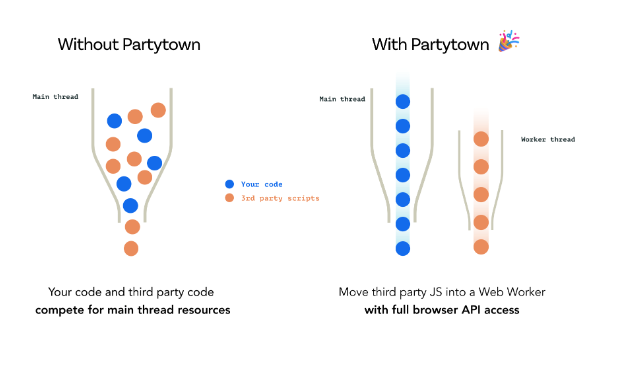 Without Partytown
With Partytown 🎉
Main thread
Main thread
Worker thread
Your code
3rd party scripts
Your code and third party code
compete for main thread resources
Move third party JS into a Web Worker
with full browser API access